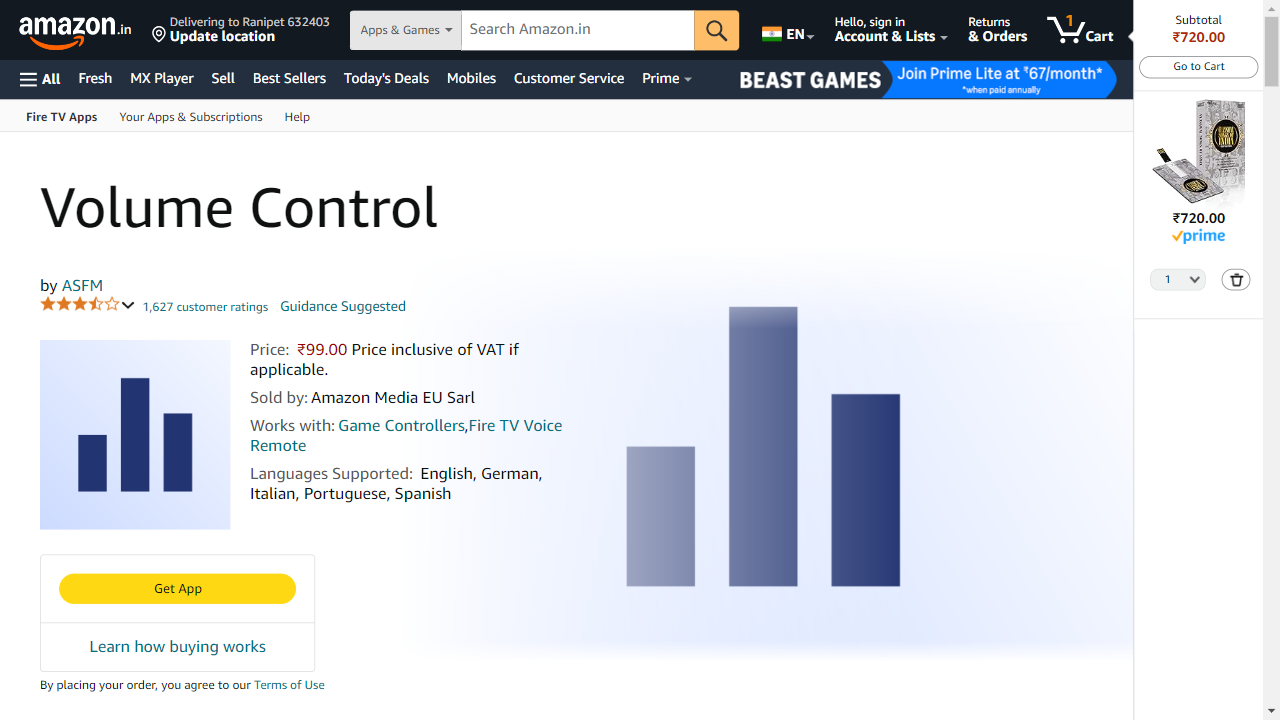 amazon.in
Delivering to Ranipet 632403
Update location
Apps & Games
Search Amazon.in
EN
Hello, sign in
Account & Lists
Returns
& Orders
1
Cart
Subtotal
₹720.00
Go to Cart
All
Fresh
MX Player
Sell
Best Sellers
Today's Deals
Mobiles
Customer Service
Prime
BEAST GAMES
Join Prime Lite at ₹67/month*
*when paid annually
Fire TV Apps
Your Apps & Subscriptions
Help
Volume Control
by ASFM
1,627 customer ratings
Guidance Suggested
Price: ₹99.00 Price inclusive of VAT if
applicable.
Sold by: Amazon Media EU Sarl
Works with: Game Controllers,Fire TV Voice
Remote
Languages Supported: English, German,
Italian, Portuguese, Spanish
Get App
Learn how buying works
By placing your order, you agree to our Terms of Use
₹720.00
prime
1